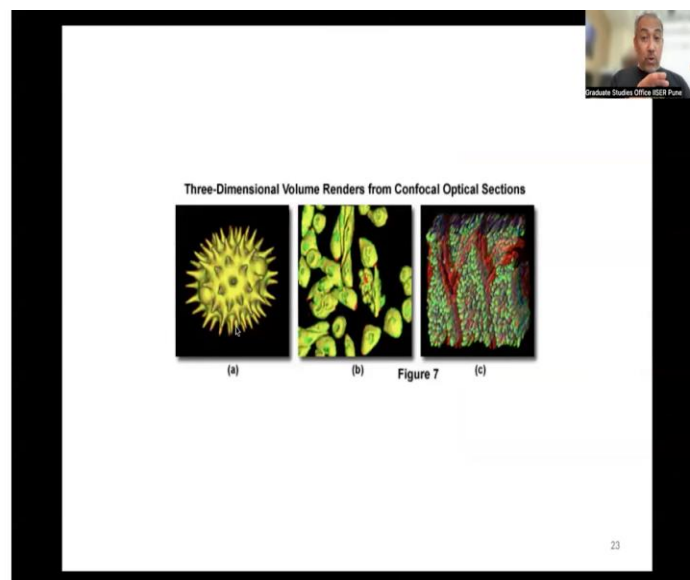 Graduate Studies Office IISER Pune
Three-Dimensional Volume Renders from Confocal Optical Sections
(a)
(b)
Figure 7
(c)
23